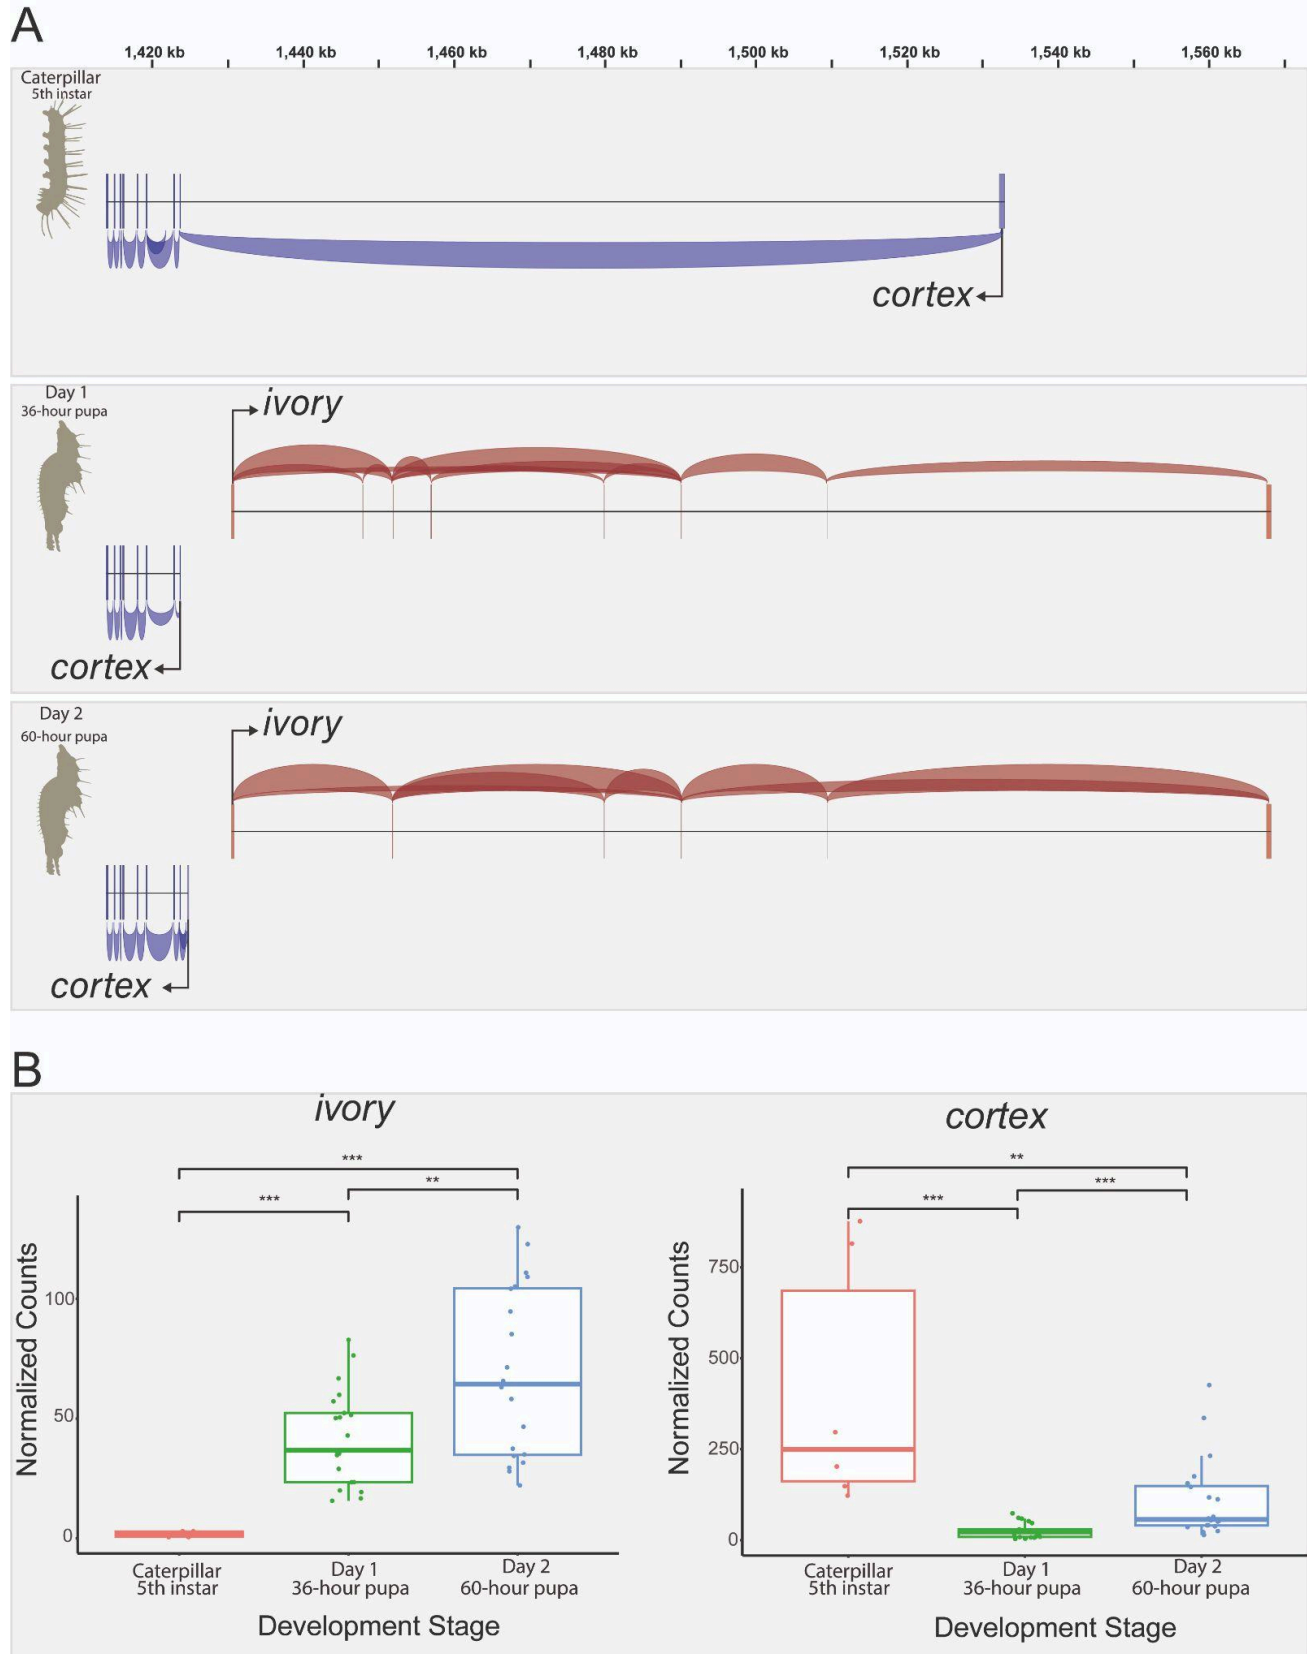 A
1,420 kb 1,440 kb 1,460 kb 1,480 kb 1,500 kb 1,520 kb 1,540 kb 1,560 kb
Caterpillar
5th instar
cortex
Day 1
36-hour pupa
ivory
cortex
Day 2
60-hour pupa
ivory
cortex
B
ivory
***
**
***
Normalized Counts
100
50
0
Caterpillar
5th instar
Day 1
36-hour pupa
Day 2
60-hour pupa
Development Stage
cortex
**
***
***
Normalized Counts
750
500
250
0
Caterpillar
5th instar
Day 1
36-hour pupa
Day 2
60-hour pupa
Development Stage